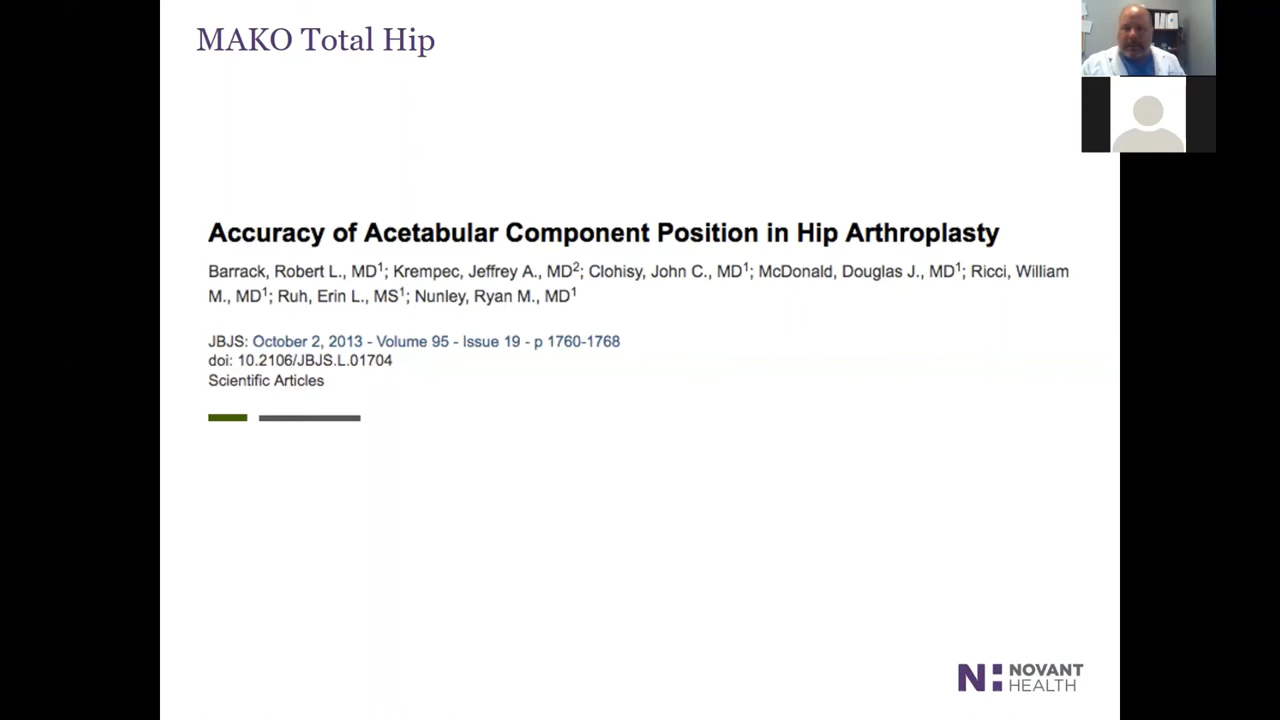 MAKO Total Hip
Accuracy of Acetabular Component Position in Hip Arthroplasty
Barrack, Robert L., MD1; Krempec, Jeffrey A., MD2; Clohisy, John C., MD1; McDonald, Douglas J., MD1; Ricci, William
M., MD1; Ruh, Erin L., MS1; Nunley, Ryan M., MD1
JBJS: October 2, 2013 - Volume 95 - Issue 19 - p 1760-1768
doi: 10.2106/JBJS.L.01704
Scientific Articles
NOVANT
HEALTH